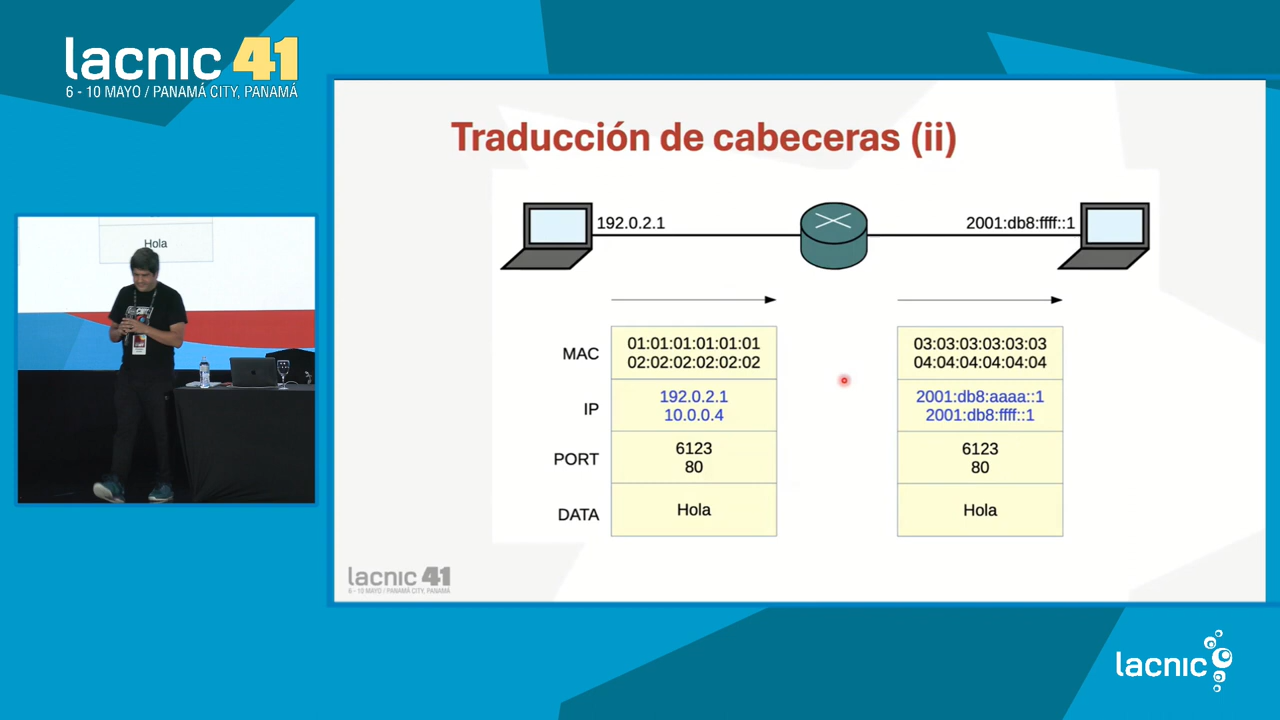 lacnic 41
6 - 10 MAYO / PANAMÁ CITY, PANAMÁ
Traducción de cabeceras (ii)
192.0.2.1
2001:db8:ffff::1
MAC
01:01:01:01:01:01
02:02:02:02:02:02
03:03:03:03:03:03
04:04:04:04:04:04
IP
192.0.2.1
10.0.0.4
2001:db8:aaaa::1
2001:db8:ffff::1
PORT
6123
80
6123
80
DATA
Hola
Hola
Hola
lacnic 41
6 - 10 MAYO / PANAMÁ CITY, PANAMÁ
lacnic